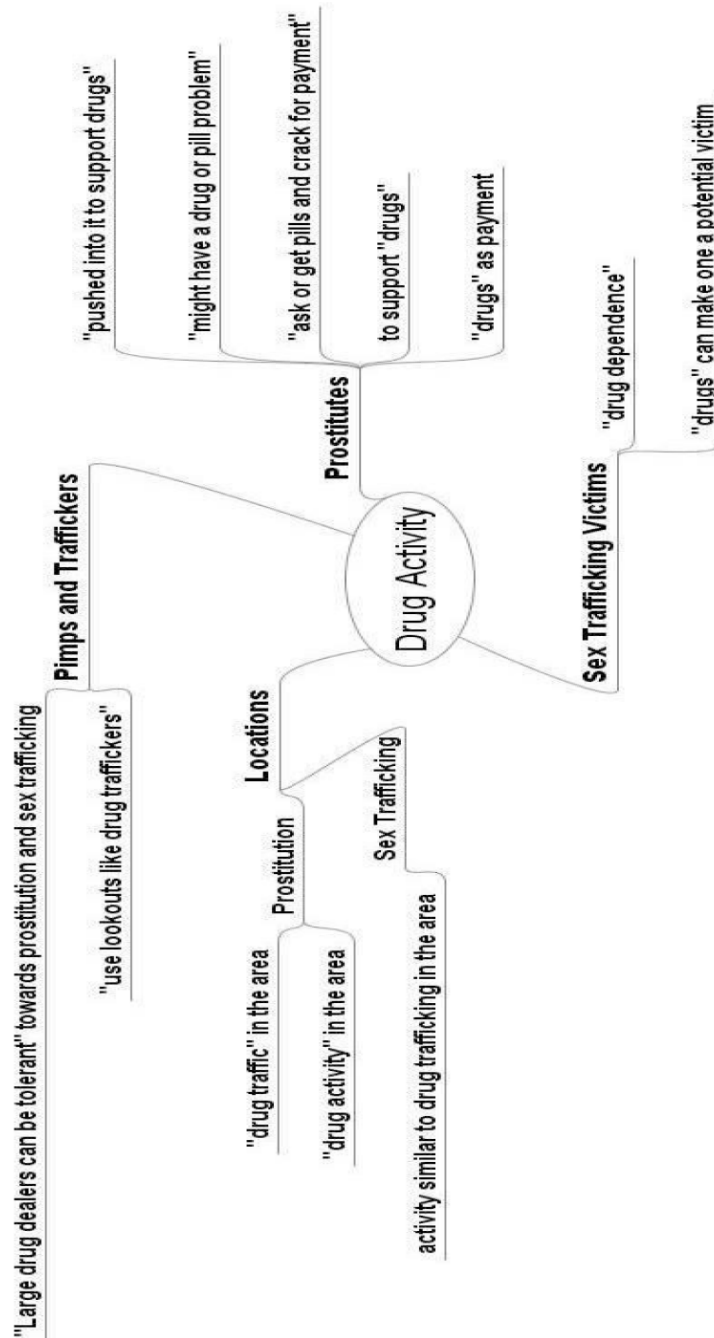 "Large drug dealers can be tolerant" towards prostitution and sex trafficking
Pimps and Traffickers
"use lookouts like drug traffickers"
"pushed into it to support drugs"
"might have a drug or pill problem"
"ask or get pills and crack for payment"
Prostitutes
to support "drugs"
"drugs" as payment
Locations
Prostitution
"drug traffic" in the area
"drug activity" in the area
Sex Trafficking
activity similar to drug trafficking in the area
Drug Activity
Sex Trafficking Victims
"drug dependence"
"drugs" can make one a potential victim